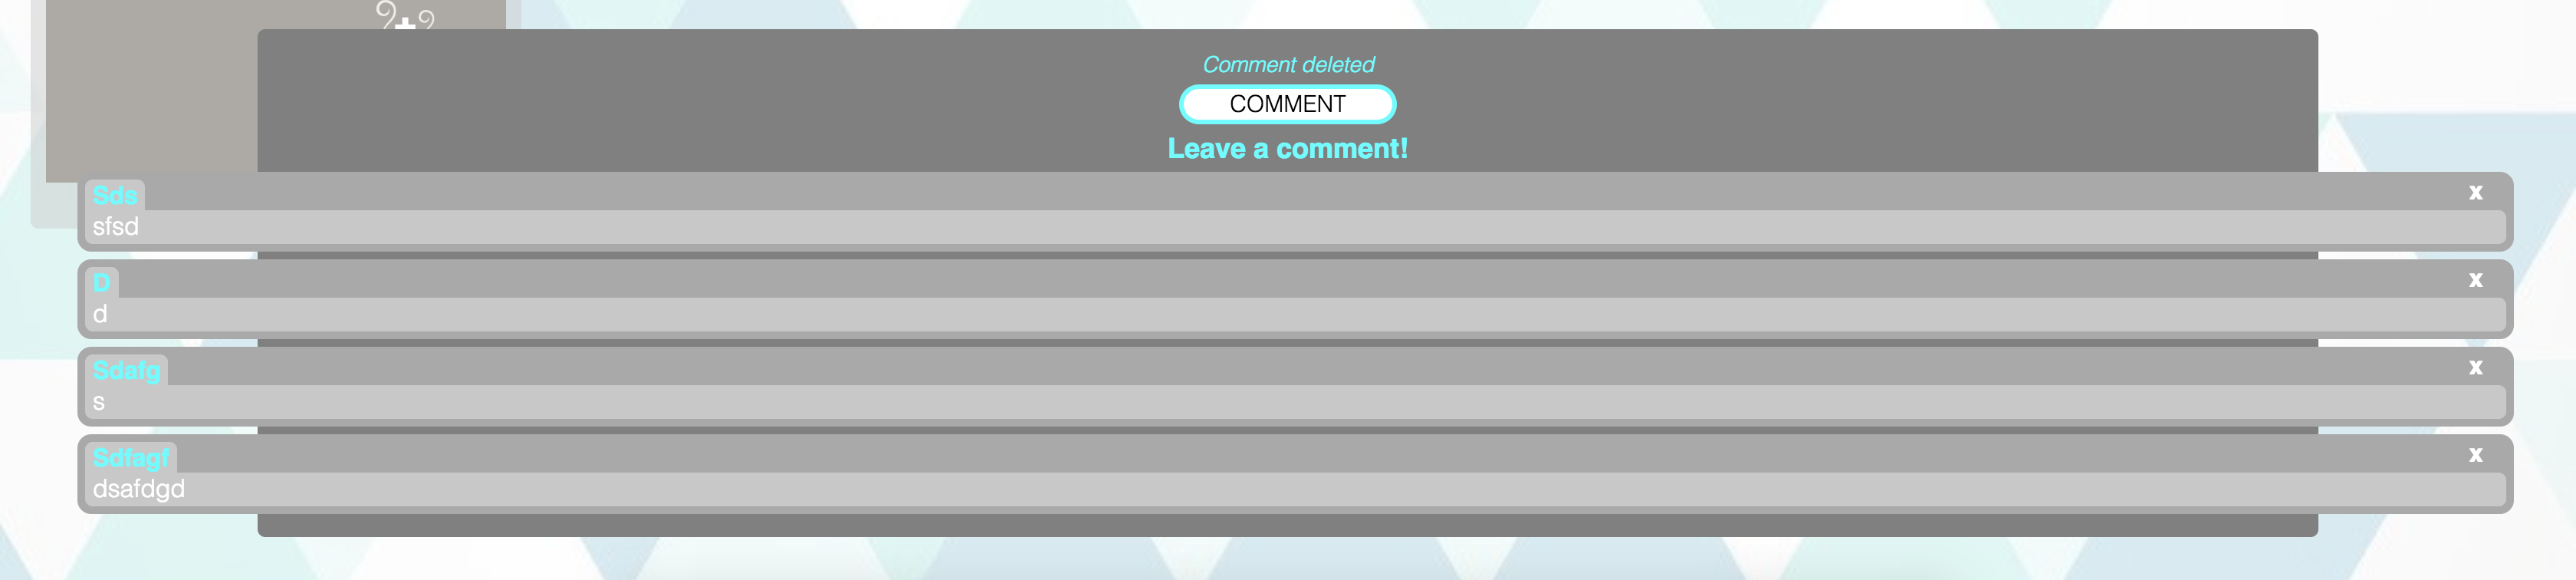 Comment deleted
COMMENT
Leave a comment!
Sds
x
sfsd
D
x
d
Sdafg
x
s
Sdfagf
x
dsafdgd